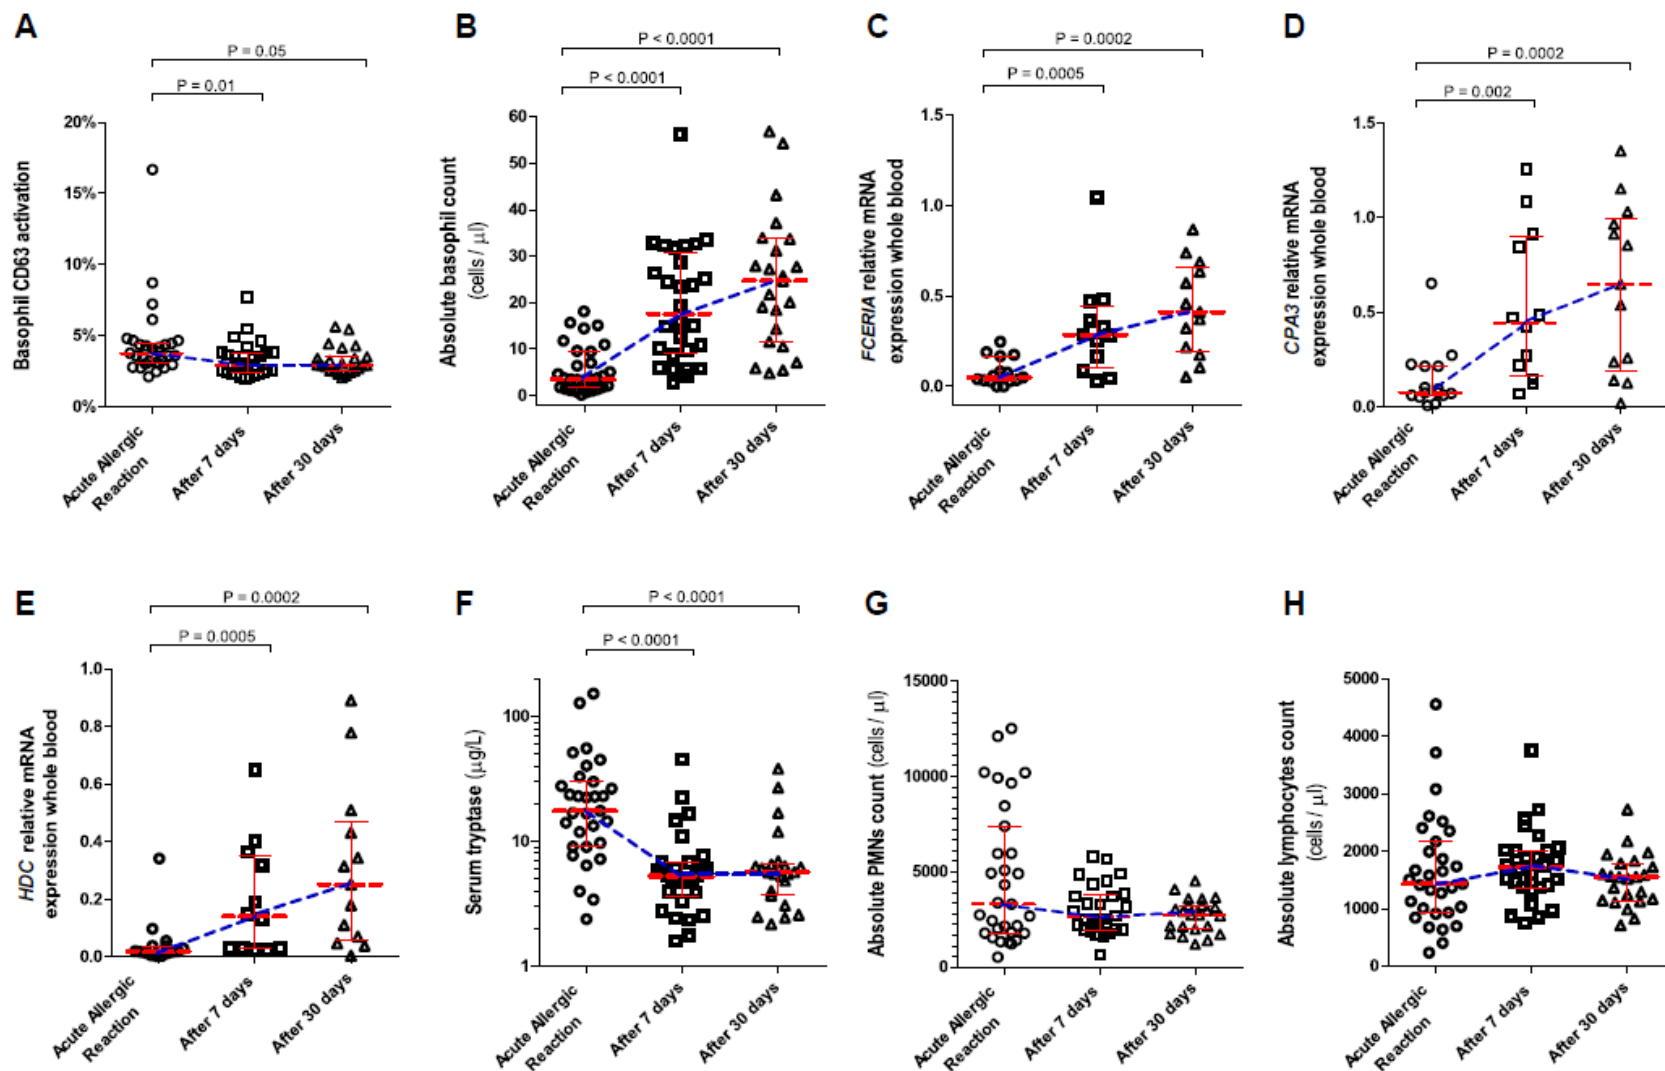 A
P = 0.05
P = 0.01
Basophil CD63 activation
20%
15%
10%
5%
0%
Acute Allergic
Reaction
After 7 days
After 30 days
B
P < 0.0001
P < 0.0001
Absolute basophil count
(cells / μl)
60
50
40
30
20
10
0
Acute Allergic
Reaction
After 7 days
After 30 days
C
P = 0.0002
P = 0.0005
FCERIA relative mRNA
expression whole blood
1.5
1.0
0.5
0.0
Acute Allergic
Reaction
After 7 days
After 30 days
D
P = 0.0002
P = 0.002
CPA3 relative mRNA
expression whole blood
1.5
1.0
0.5
0.0
Acute Allergic
Reaction
After 7 days
After 30 days
E
P = 0.0002
P = 0.0005
HDC relative mRNA
expression whole blood
1.0
0.8
0.6
0.4
0.2
0.0
Acute Allergic
Reaction
After 7 days
After 30 days
F
P < 0.0001
P < 0.0001
Serum tryptase (μg/L)
100
10
1
Acute Allergic
Reaction
After 7 days
After 30 days
G
Absolute PMNs count (cells / μl)
15000
10000
5000
0
Acute Allergic
Reaction
After 7 days
After 30 days
H
Absolute lymphocytes count
(cells / μl)
5000
4000
3000
2000
1000
0
Acute Allergic
Reaction
After 7 days
After 30 days